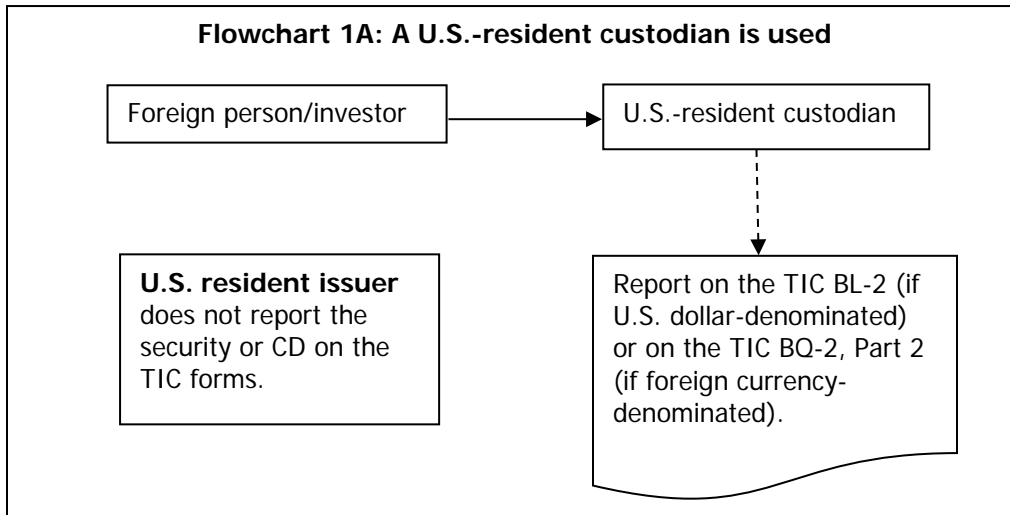 Flowchart 1A: A U.S.-resident custodian is used
Foreign person/investor
U.S.-resident custodian
U.S. resident issuer
does not report the
security or CD on the
TIC forms.
Report on the TIC BL-2 (if
U.S. dollar-denominated)
or on the TIC BQ-2, Part 2
(if foreign currency-
denominated).